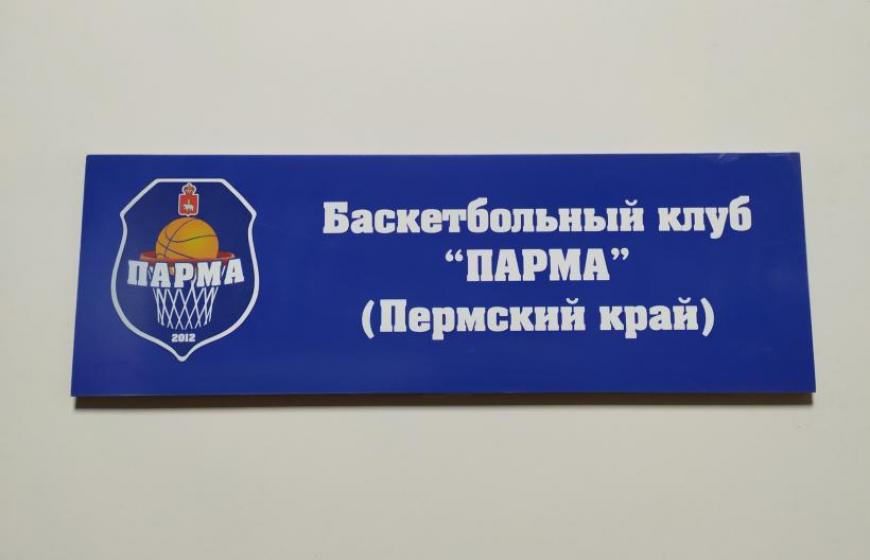 ПАРМА
2012
Баскетбольный клуб
“ПАРМА”
(Пермский край)